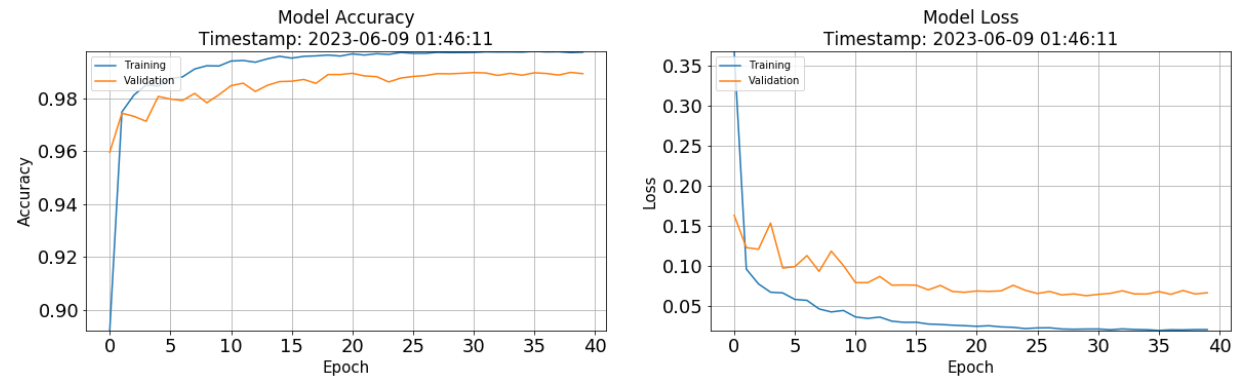 Model Accuracy
Timestamp: 2023-06-09 01:46:11
Training
Validation
0.98
0.96
0.94
0.92
0.90
Accuracy
0 5 10 15 20 25 30 35 40
Epoch
Model Loss
Timestamp: 2023-06-09 01:46:11
Training
Validation
0.35
0.30
0.25
0.20
0.15
0.10
0.05
Loss
0 5 10 15 20 25 30 35 40
Epoch